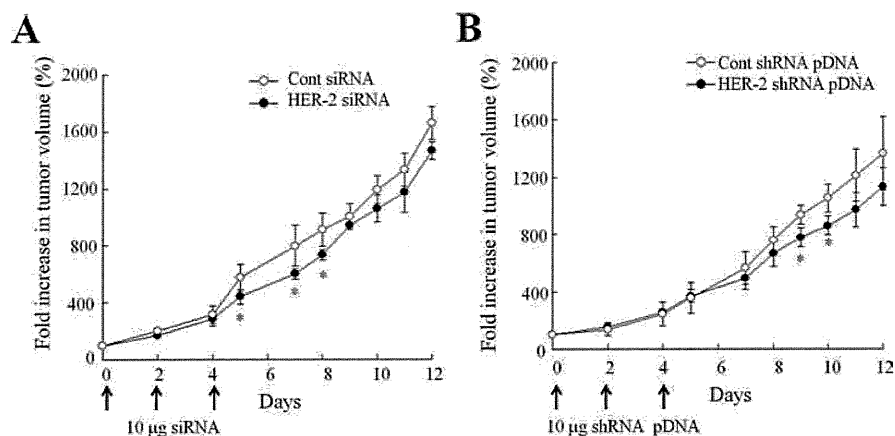 A
Fold increase in tumor volume (%)
2000
1600
1200
800
400
0
Cont siRNA
HER-2 siRNA
*
*
*
0 2 4 6 8 10 12
Days
10 μg siRNA
B
Fold increase in tumor volume (%)
2000
1600
1200
800
400
0
Cont shRNA pDNA
HER-2 shRNA pDNA
*
*
0 2 4 6 8 10 12
Days
10 μg shRNA pDNA